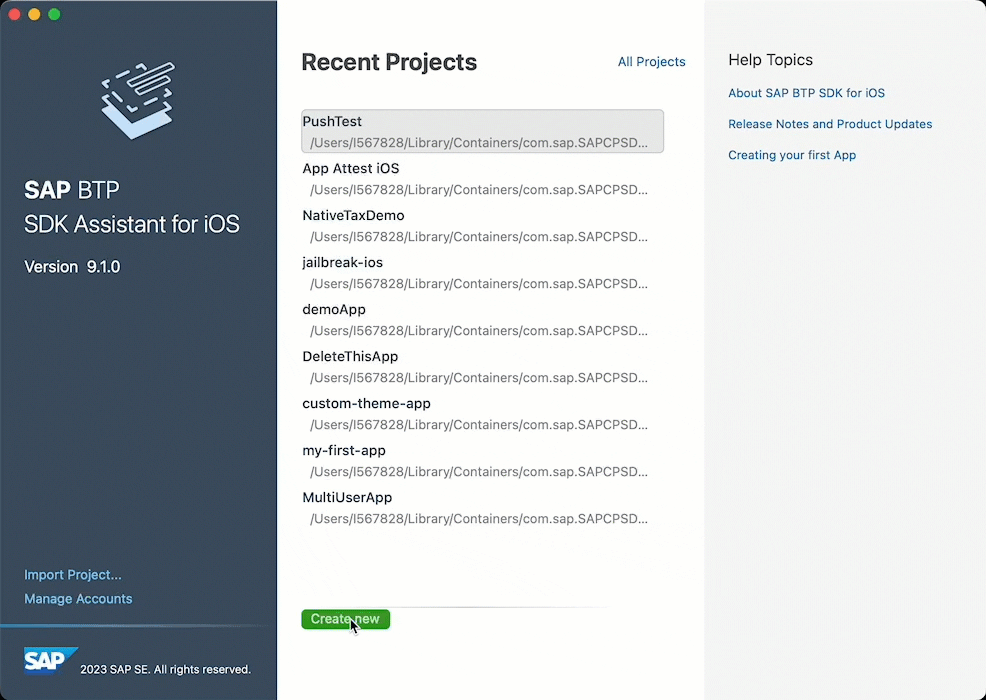 SAP BTP
SDK Assistant for iOS
Version 9.1.0
Import Project...
Manage Accounts
SAP
2023 SAP SE. All rights reserved.
Recent Projects
All Projects
PushTest
/Users/I567828/Library/Containers/com.sap.SAPCPSD...
App Attest iOS
/Users/I567828/Library/Containers/com.sap.SAPCPSD...
NativeTaxDemo
/Users/I567828/Library/Containers/com.sap.SAPCPSD...
jailbreak-ios
/Users/I567828/Library/Containers/com.sap.SAPCPSD...
demoApp
/Users/I567828/Library/Containers/com.sap.SAPCPSD...
DeleteThisApp
/Users/I567828/Library/Containers/com.sap.SAPCPSD...
custom-theme-app
/Users/I567828/Library/Containers/com.sap.SAPCPSD...
my-first-app
/Users/I567828/Library/Containers/com.sap.SAPCPSD...
MultiUserApp
/Users/I567828/Library/Containers/com.sap.SAPCPSD...
Create new
Help Topics
About SAP BTP SDK for iOS
Release Notes and Product Updates
Creating your first App